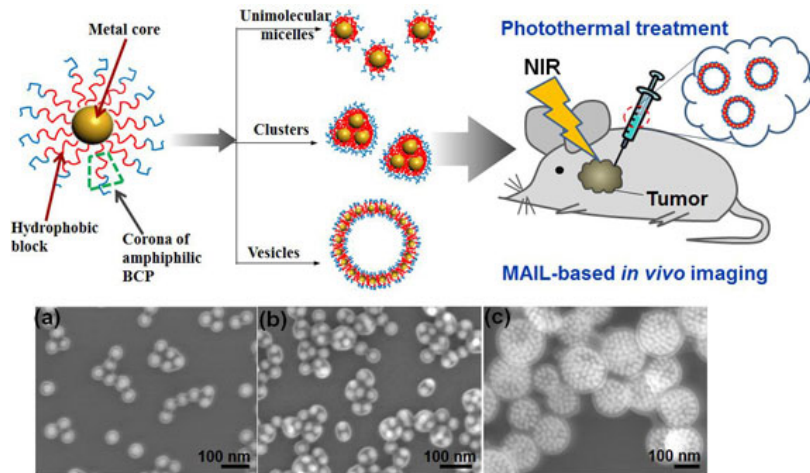 Metal core
Hydrophobic
block
Corona of
amphiphilic
BCP
Unimolecular
micelles
Clusters
Vesicles
Photothermal treatment
NIR
Tumor
MAIL-based in vivo imaging
(a)
100 nm
(b)
100 nm
(c)
100 nm